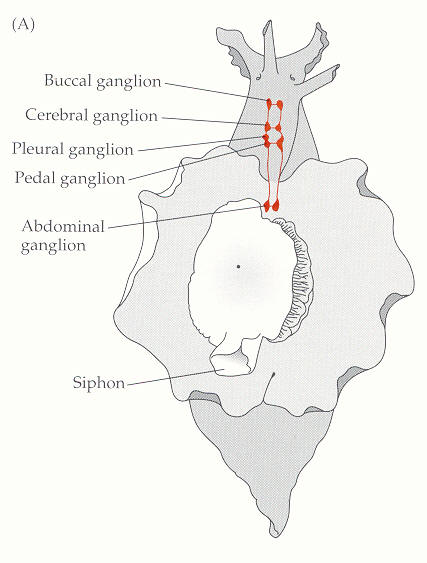 (A)
Buccal ganglion
Cerebral ganglion
Pleural ganglion
Pedal ganglion
Abdominal
ganglion
Siphon